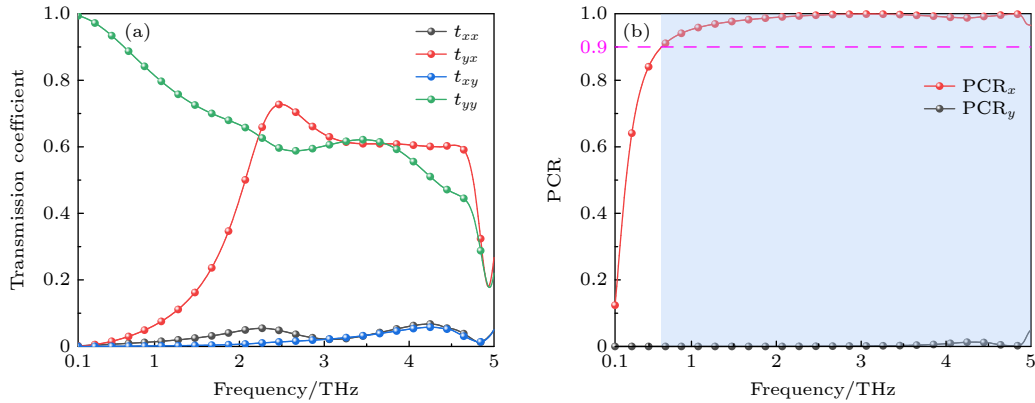 (a)
t_xx
t_yx
t_xy
t_yy
Transmission coefficient
1.0
0.8
0.6
0.4
0.2
0
0.1
1
2
3
4
5
Frequency/THz
(b)
PCR_x
PCR_y
PCR
1.0
0.9
0.8
0.6
0.4
0.2
0
0.1
1
2
3
4
5
Frequency/THz